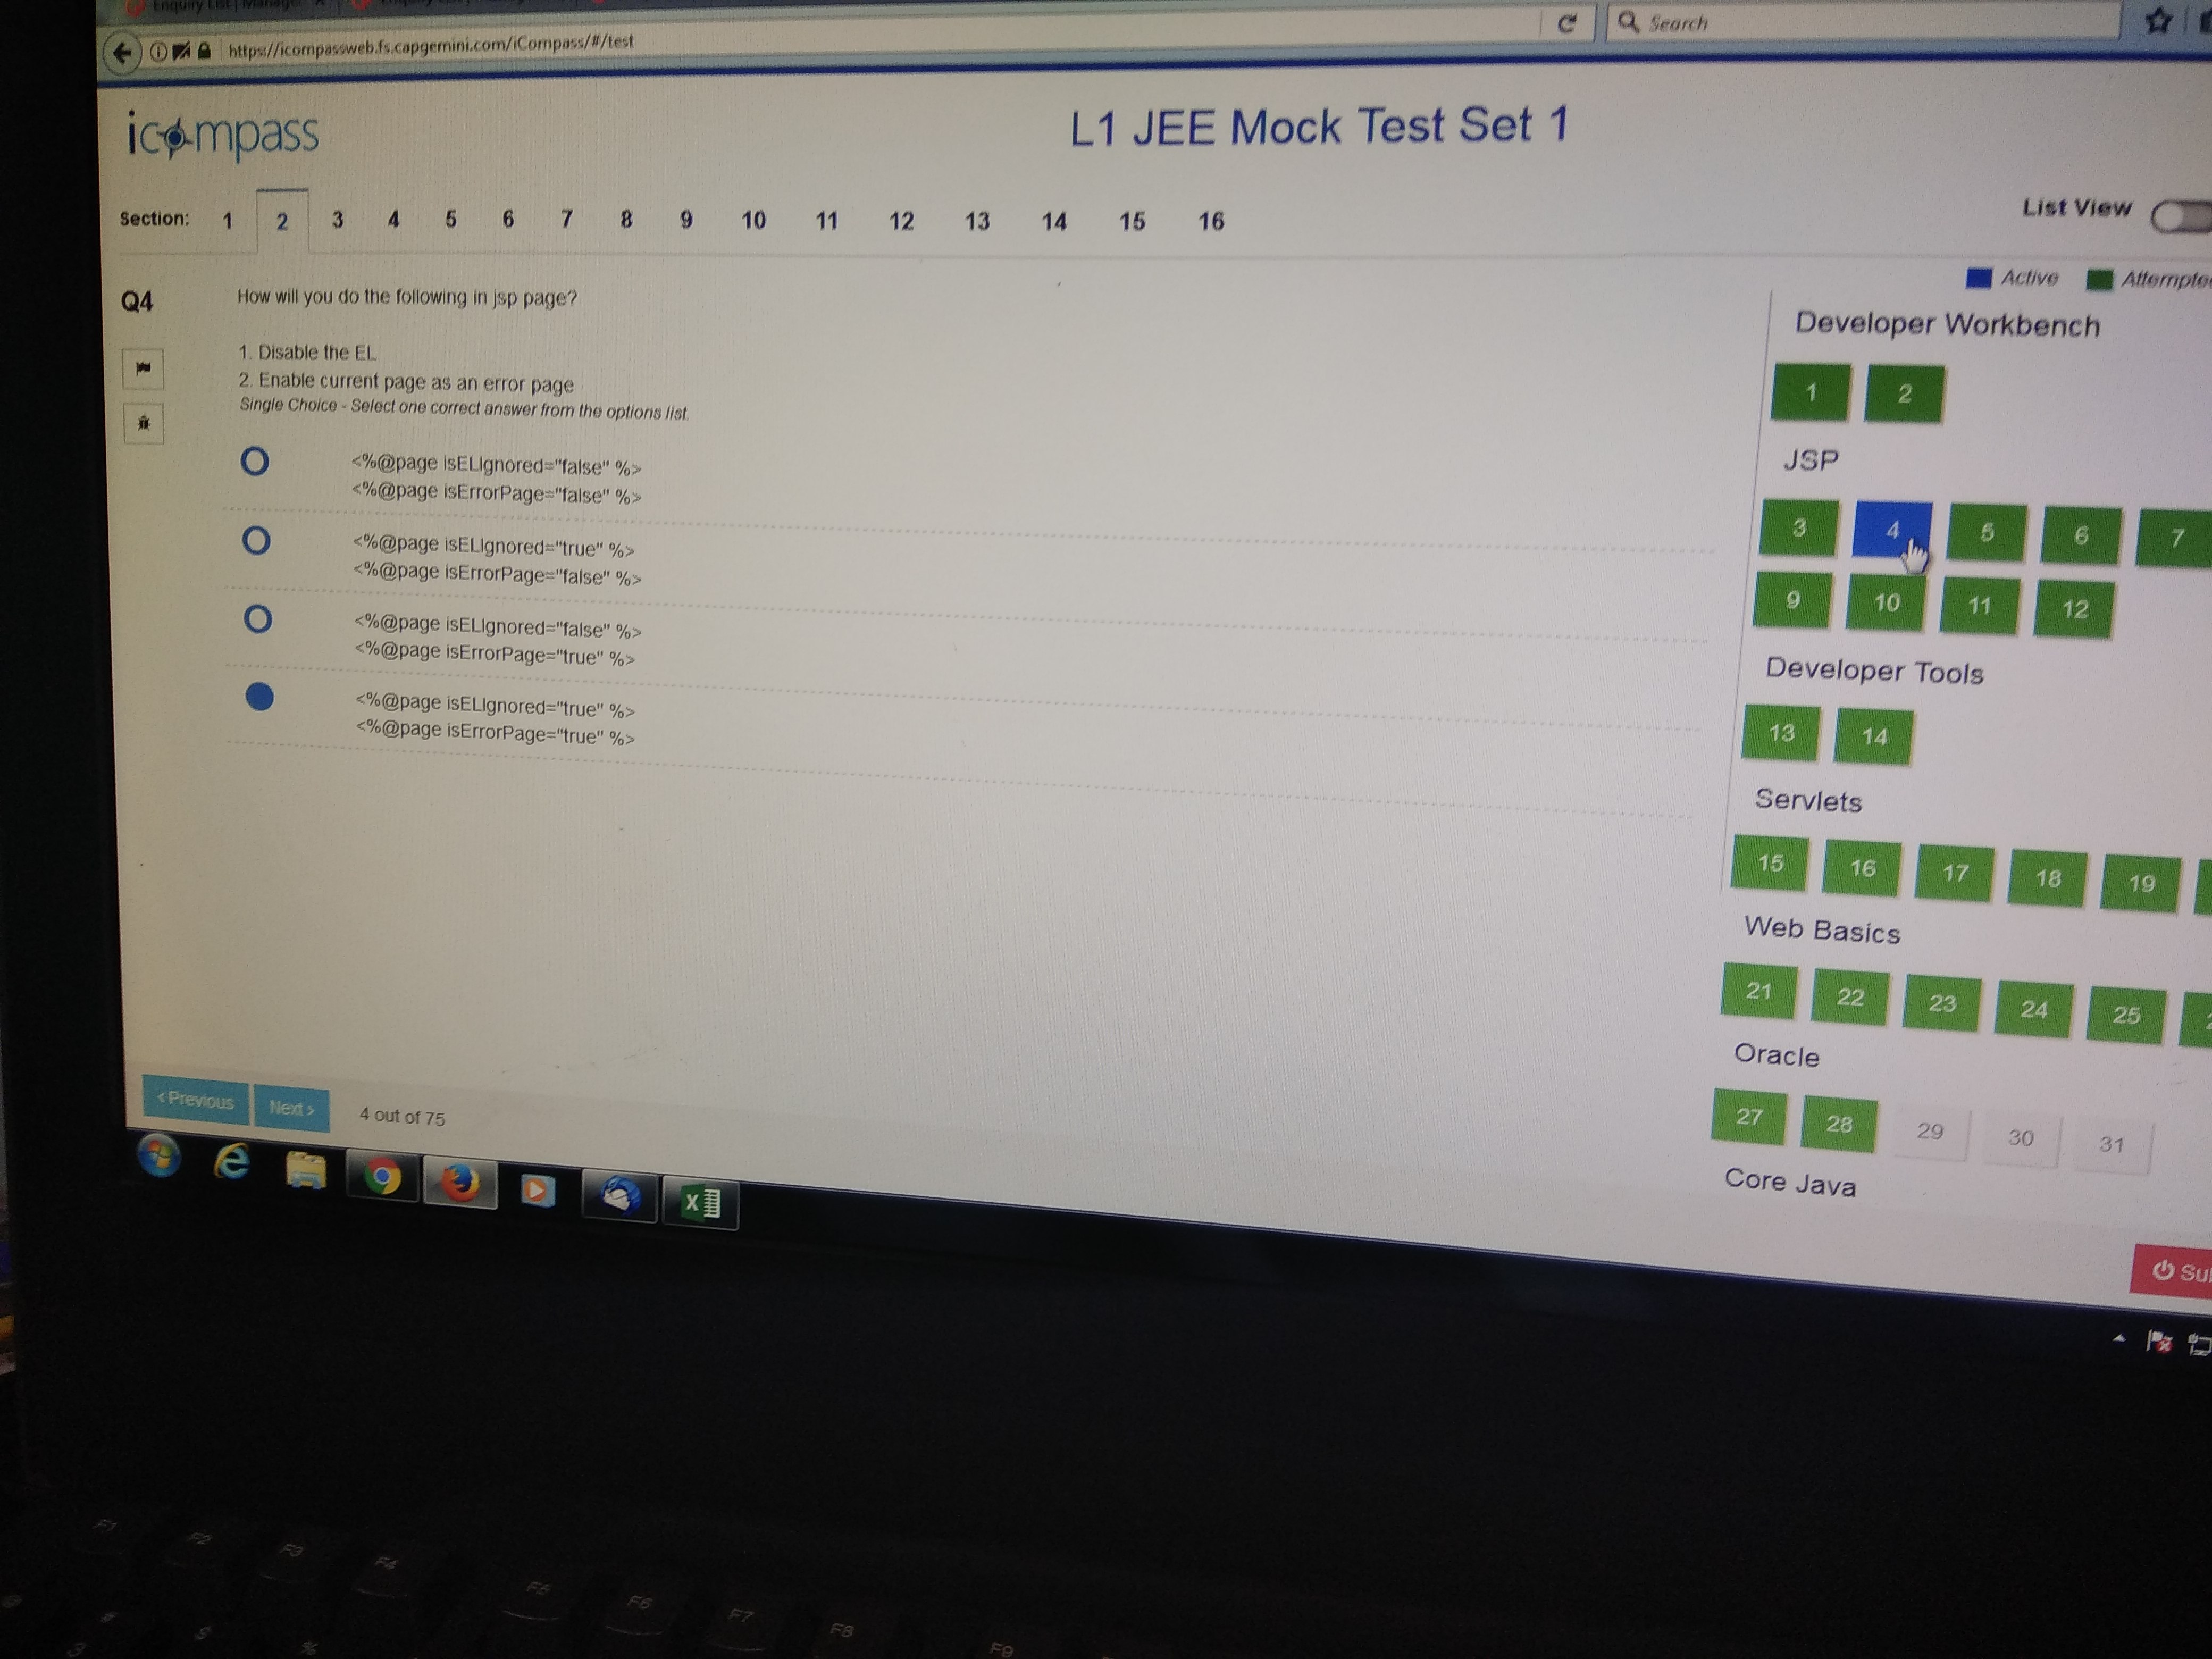 https://icompassweb.fs.capgemini.com/iCompass/#/test
Search
icompass
L1 JEE Mock Test Set 1
Section: 1 2 3 4 5 6 7 8 9 10 11 12 13 14 15 16
List View
Active
Q4
How will you do the following in jsp page?
1. Disable the EL
2. Enable current page as an error page
Single Choice - Select one correct answer from the options list.
<%@page isELIgnored="false" %>
<%@page isErrorPage="false" %>
<%@page isELIgnored="true" %>
<%@page isErrorPage="false" %>
<%@page isELIgnored="false" %>
<%@page isErrorPage="true" %>
<%@page isELIgnored="true" %>
<%@page isErrorPage="true" %>
Developer Workbench
1 2
JSP
3 4 5 6 7
9 10 11 12
Developer Tools
13 14
Servlets
15 16 17 18 19
Web Basics
21 22 23 24 25
Oracle
27 28 29 30 31
Core Java
< Previous Next > 4 out of 75
F1 F2 F3 F4 F5 F6 F7 F8 F9